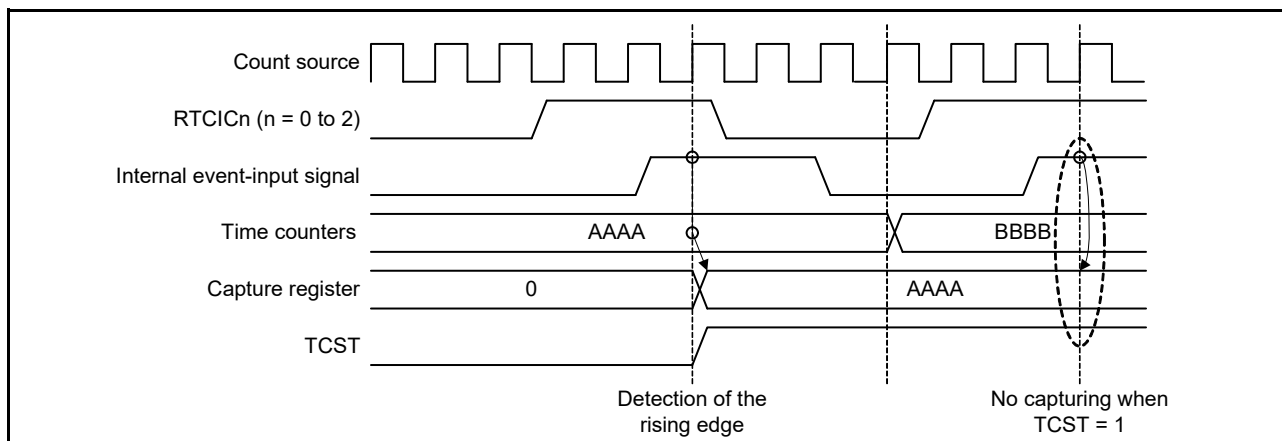 Count source
RTCICn (n = 0 to 2)
Internal event-input signal
Time counters
AAAA
BBBB
Capture register
0
AAAA
TCST
Detection of the
rising edge
No capturing when
TCST = 1